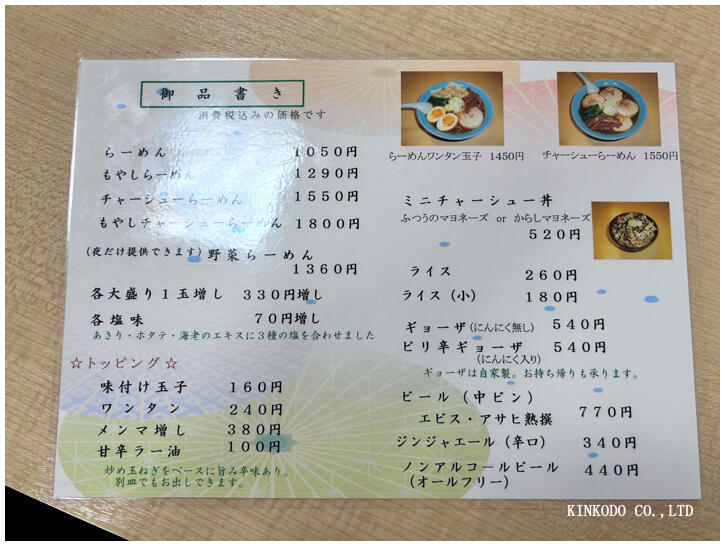 御品書き
消費税込みの価格です
らーめん 1050円
もやしらーめん 1290円
チャーシューらーめん 1550円
もやしチャーシューらーめん 1800円
(夜だけ提供できます) 野菜らーめん
1360円
各大盛り1玉増し 330円増し
各塩味 70円増し
あさり・ホタテ・海老のエキスに3種の塩を合わせました
☆トッピング☆
味付け玉子 160円
ワンタン 240円
メンマ増し 380円
甘辛ラー油 100円
炒め玉ねぎをベースに旨み辛味あり。
別皿でもお出しできます。
らーめんワンタン玉子 1450円
チャーシューらーめん 1550円
ミニチャーシュー丼
ふつうのマヨネーズ or からしマヨネーズ
520円
ライス 260円
ライス(小) 180円
ギョーザ(にんにく無し) 540円
ピリ辛ギョーザ 540円
(にんにく入り)
ギョーザは自家製。お持ち帰りも承ります。
ビール(中ビン)
エビス・アサヒ熟撰 770円
ジンジャエール(辛口) 340円
ノンアルコールビール 440円
(オールフリー)
KINKODO CO.,LTD